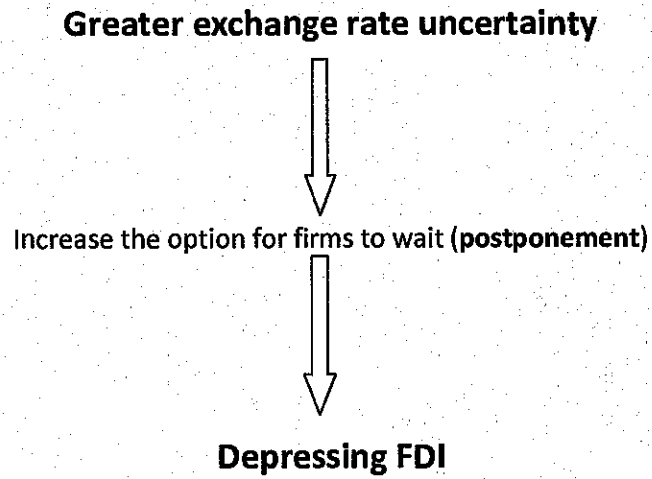 Greater exchange rate uncertainty
Increase the option for firms to wait (postponement)
Depressing FDI